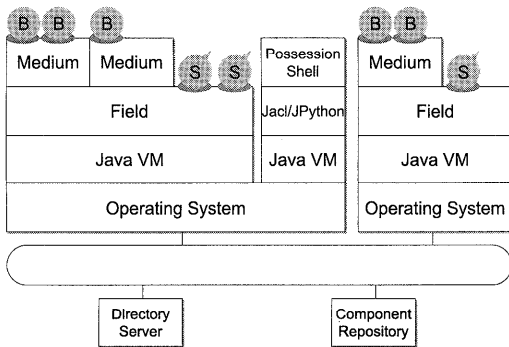 B B B B B
Medium Medium S S Possession Shell Medium S
Field Jacl/JPython Field
Java VM Java VM Java VM
Operating System Operating System
Directory Server
Component Repository